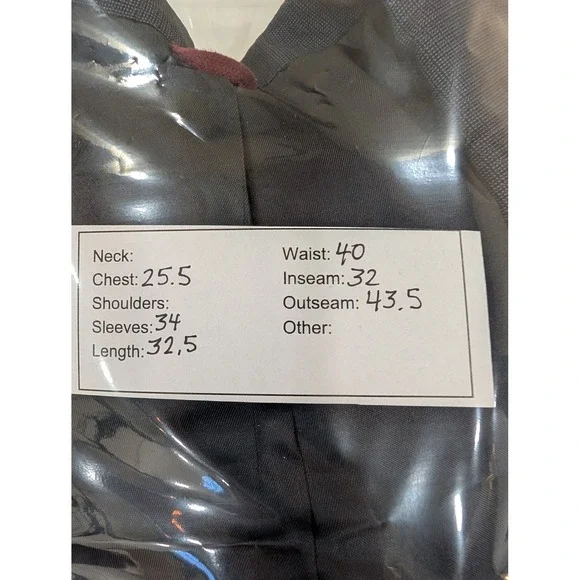 Neck:
Chest: 25.5
Shoulders:
Sleeves: 34
Length: 32.5
Waist: 40
Inseam: 32
Outseam: 43.5
Other: